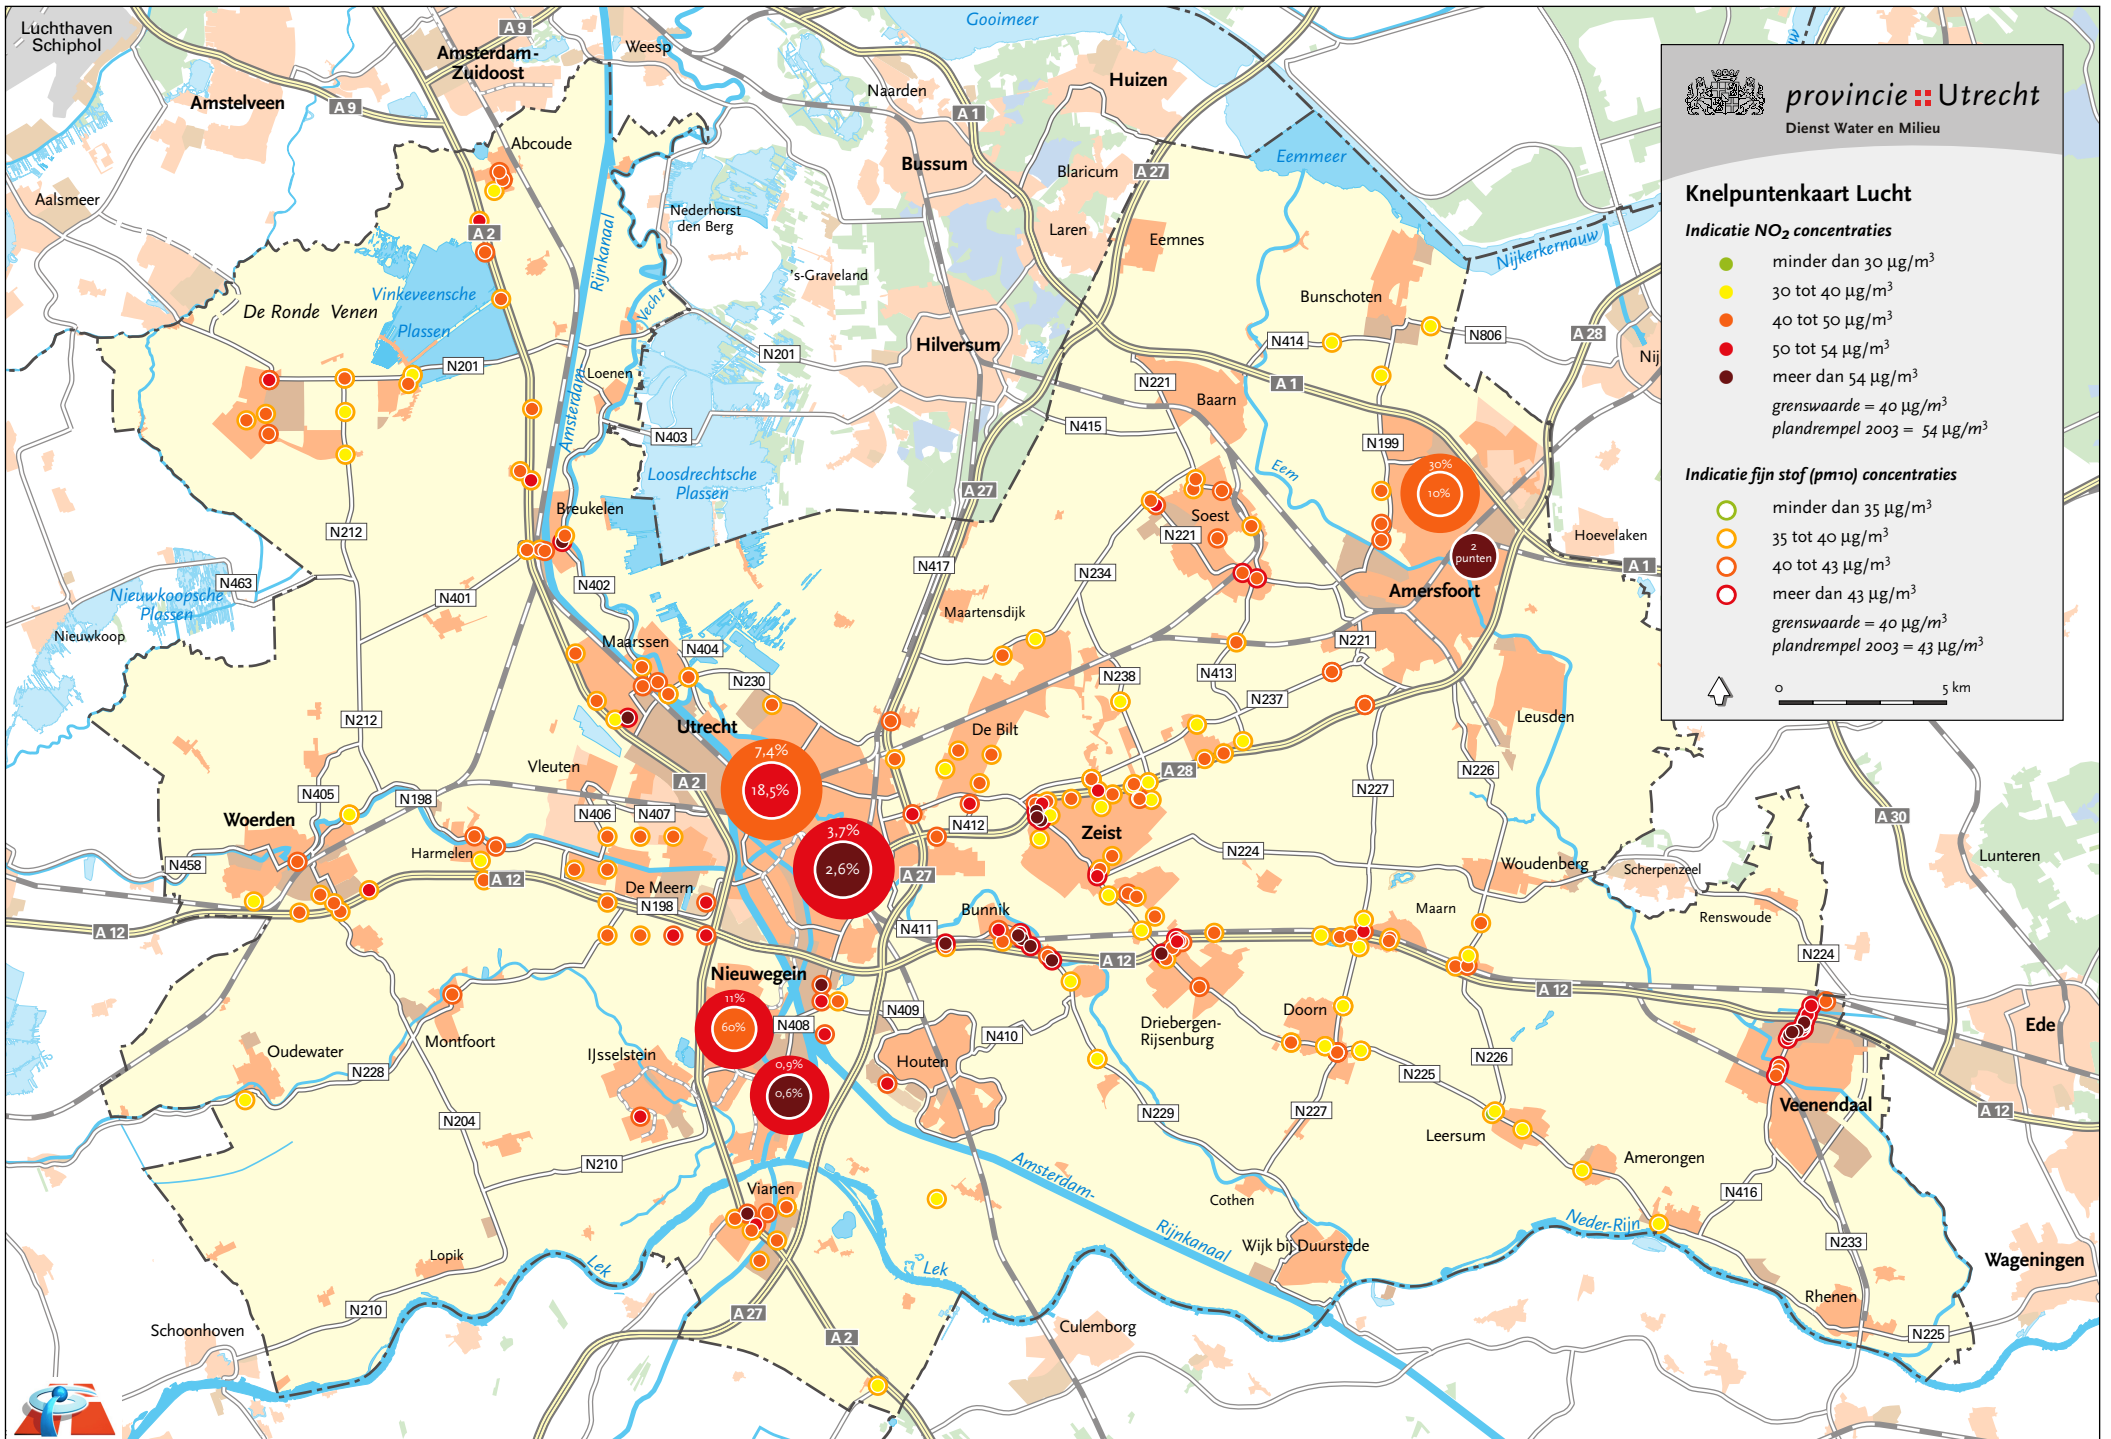 Luchthaven
Schiphol
Amstelveen
Aalsmeer
A 9
A 9
Amsterdam-
Zuidoost
Weesp
Abcoude
A 2
Gooimeer
Naarden
Huizen
A 1
Bussum
Blaricum
A 27
Laren
Eemnes
Nederhorst
den Berg
's-Graveland
Hilversum
Eemmeer
Nijkerkernauw
Bunschoten
N414
N806
A 28
Nij
De Ronde Venen
Vinkeveensche
Plassen
N201
N201
Rijnkanaal
Vecht
Amsterdam
Loenen
N403
Loosdrechtsche
Plassen
Breukelen
N212
N463
Nieuwkoopsche
Plassen
Nieuwkoop
N401
N402
N212
Maarssen
N404
N230
N417
A 27
N415
N221
Baarn
A 1
N199
Eem
Soest
N221
N234
Maartensdijk
30%
10%
2
punten
Amersfoort
Hoevelaken
A 1
N221
N413
N237
N238
Leusden
De Bilt
Utrecht
7,4%
18,5%
3,7%
2,6%
A 2
Vleuten
N405
N198
Woerden
N458
Harmelen
A 12
A 12
N406
N407
De Meern
N198
N412
A 27
A 28
Zeist
N226
N227
N224
Woudenberg
Scherpenzeel
A 30
Lunteren
Renswoude
Maarn
N224
Bunnik
N411
A 12
A 12
Nieuwegein
11%
60%
N408
0,9%
0,6%
N409
N410
Houten
Driebergen-
Rijsenburg
Doorn
N225
N226
N227
N229
Ede
Veenendaal
A 12
Montfoort
Oudewater
N228
IJsselstein
N204
N210
Vianen
Lopik
N210
Schoonhoven
Lek
Lek
A 27
A 2
Culemborg
Amsterdam-
Rijnkanaal
Cothen
Wijk bij Duurstede
Leersum
Amerongen
N416
Neder-Rijn
N233
Rhenen
Wageningen
N225
provincie Utrecht
Dienst Water en Milieu
Knelpuntenkaart Lucht
Indicatie NO2 concentraties
minder dan 30 µg/m³
30 tot 40 µg/m³
40 tot 50 µg/m³
50 tot 54 µg/m³
meer dan 54 µg/m³
grenswaarde = 40 µg/m³
plandrempel 2003 = 54 µg/m³
Indicatie fijn stof (pm10) concentraties
minder dan 35 µg/m³
35 tot 40 µg/m³
40 tot 43 µg/m³
meer dan 43 µg/m³
grenswaarde = 40 µg/m³
plandrempel 2003 = 43 µg/m³
0 5 km